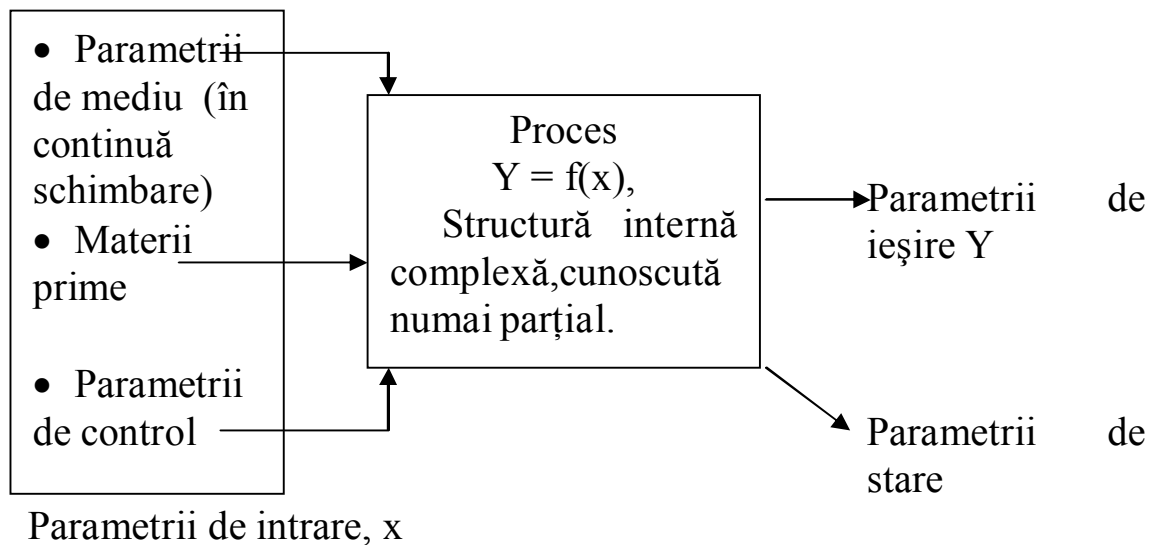 • Parametrii
de mediu (în
continuă
schimbare)
• Materii
prime
• Parametrii
de control
Parametrii de intrare, x
Proces
Y = f(x),
Structură internă
complexă,cunoscută
numai parțial.
Parametrii de
ieşire Y
Parametrii de
stare